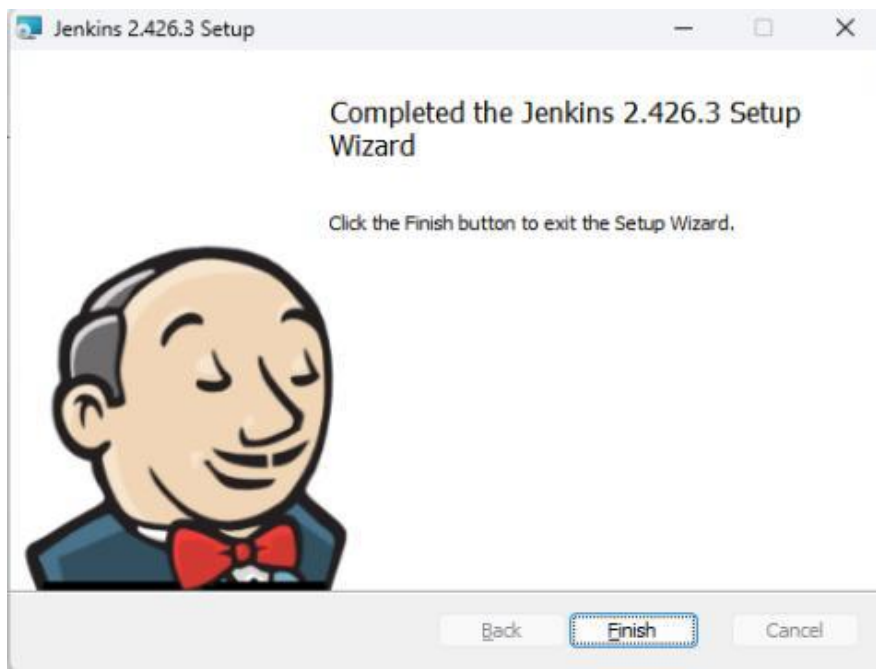 Jenkins 2.426.3 Setup
Completed the Jenkins 2.426.3 Setup
Wizard
Click the Finish button to exit the Setup Wizard.
Back
Finish
Cancel